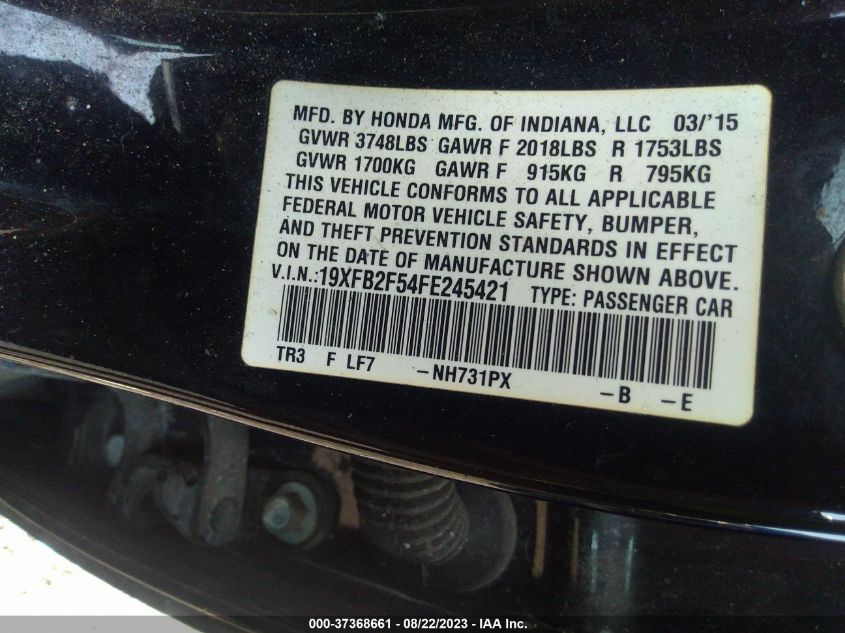 MFD. BY HONDA MFG. OF INDIANA, LLC 03/'15
GVWR 3748LBS GAWR F 2018LBS R 1753LBS
GVWR 1700KG GAWR F 915KG R 795KG
THIS VEHICLE CONFORMS TO ALL APPLICABLE
FEDERAL MOTOR VEHICLE SAFETY, BUMPER,
AND THEFT PREVENTION STANDARDS IN EFFECT
ON THE DATE OF MANUFACTURE SHOWN ABOVE.
V.I.N.:19XFB2F54FE245421 TYPE: PASSENGER CAR
TR3 F LF7 -NH731PX -B -E
000-37368661 / 08/22/2023 - IAA Inc.